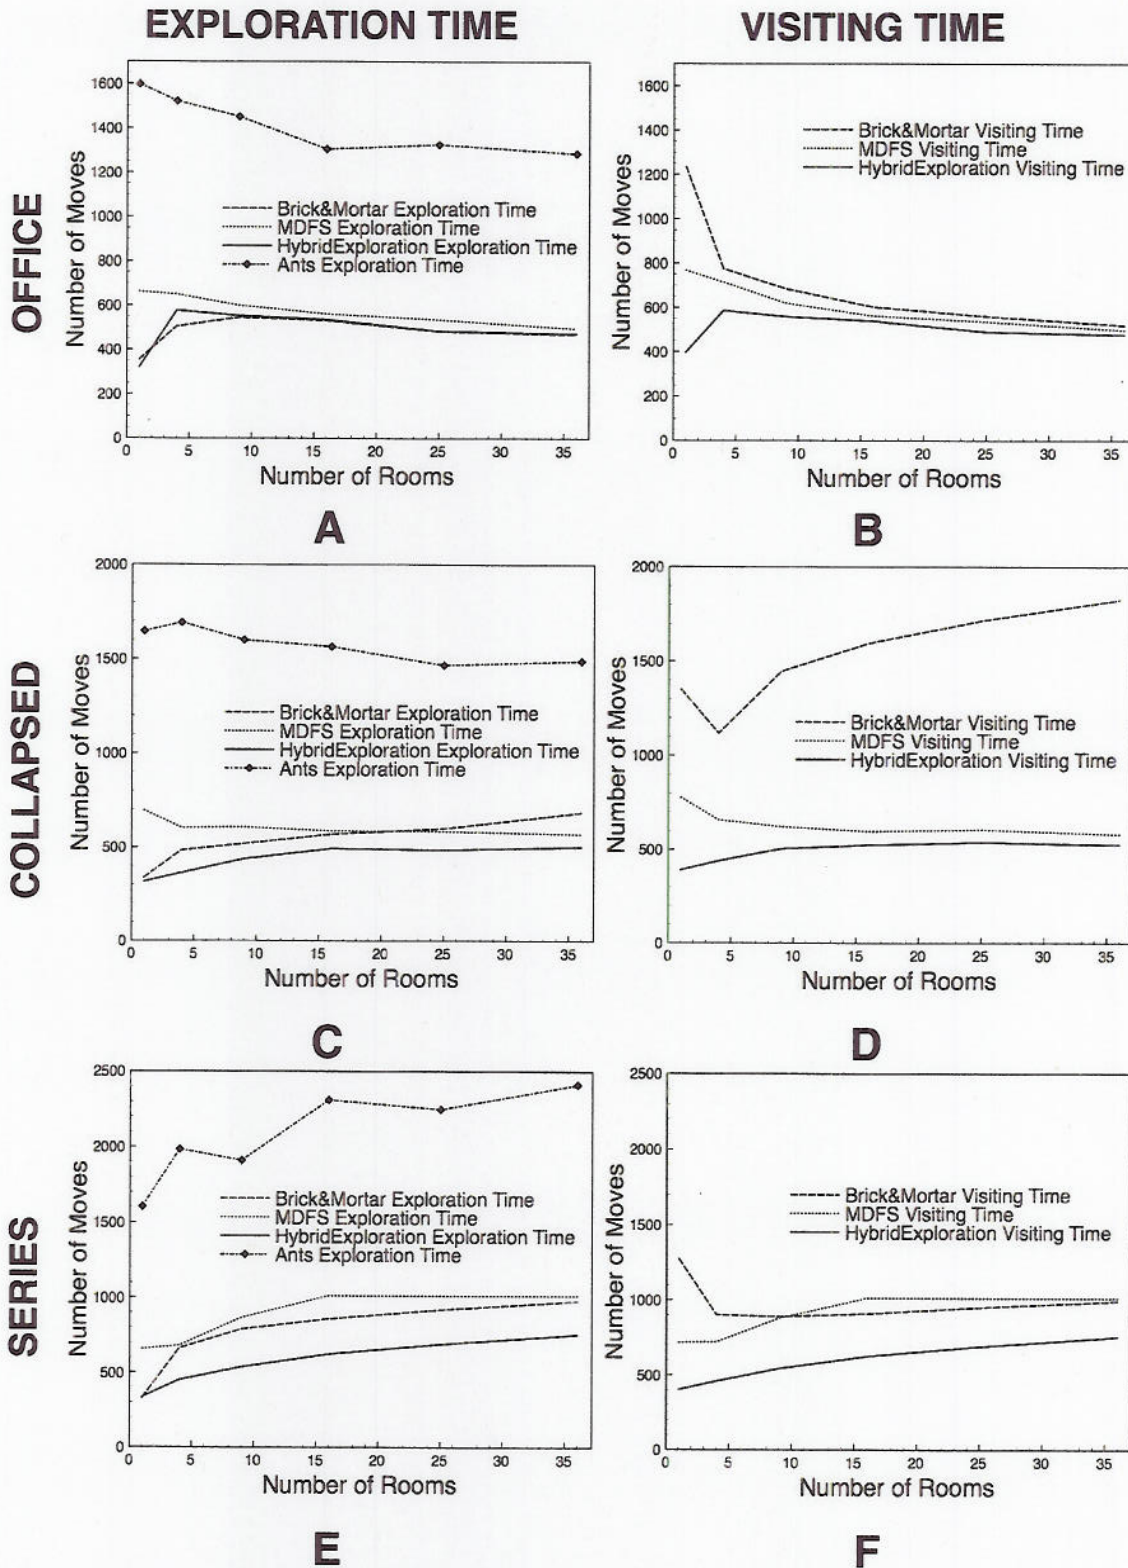 EXPLORATION TIME
VISITING TIME
OFFICE
Number of Moves
1600
1400
1200
1000
800
600
400
200
0
Brick&Mortar Exploration Time
MDFS Exploration Time
HybridExploration Exploration Time
Ants Exploration Time
0 5 10 15 20 25 30 35
Number of Rooms
A
Number of Moves
1600
1400
1200
1000
800
600
400
200
0
Brick&Mortar Visiting Time
MDFS Visiting Time
HybridExploration Visiting Time
0 5 10 15 20 25 30 35
Number of Rooms
B
COLLAPSED
Number of Moves
2000
1500
1000
500
0
Brick&Mortar Exploration Time
MDFS Exploration Time
HybridExploration Exploration Time
Ants Exploration Time
0 5 10 15 20 25 30 35
Number of Rooms
C
Number of Moves
2000
1500
1000
500
0
Brick&Mortar Visiting Time
MDFS Visiting Time
HybridExploration Visiting Time
0 5 10 15 20 25 30 35
Number of Rooms
D
SERIES
Number of Moves
2500
2000
1500
1000
500
0
Brick&Mortar Exploration Time
MDFS Exploration Time
HybridExploration Exploration Time
Ants Exploration Time
0 5 10 15 20 25 30 35
Number of Rooms
E
Number of Moves
2500
2000
1500
1000
500
0
Brick&Mortar Visiting Time
MDFS Visiting Time
HybridExploration Visiting Time
0 5 10 15 20 25 30 35
Number of Rooms
F